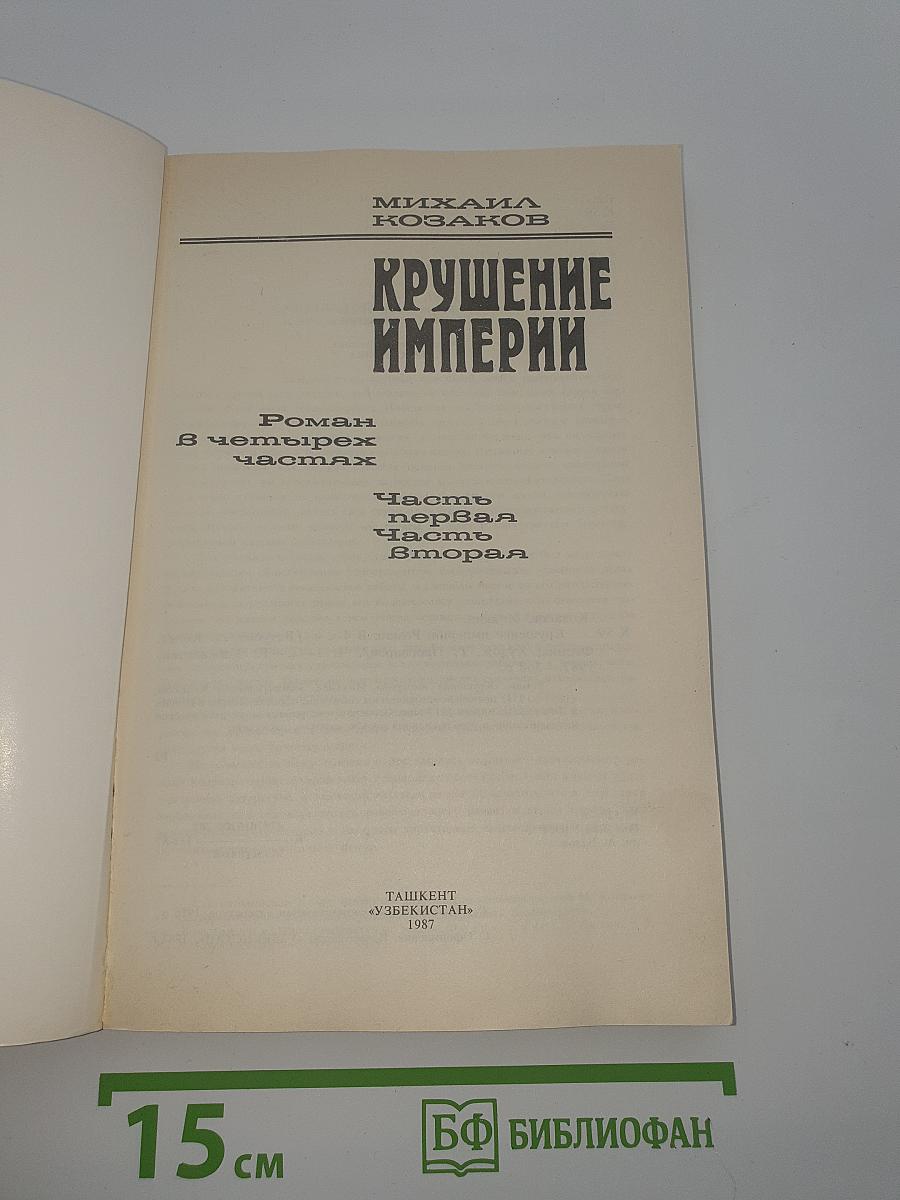 МИХАИЛ
КОЗАКОВ
КРУШЕНИЕ
ИМПЕРИИ
Роман
в четырех
частях
Часть
первая
Часть
вторая
ТАШКЕНТ
«УЗБЕКИСТАН»
1987
15 см
БФ БИБЛИОФАН